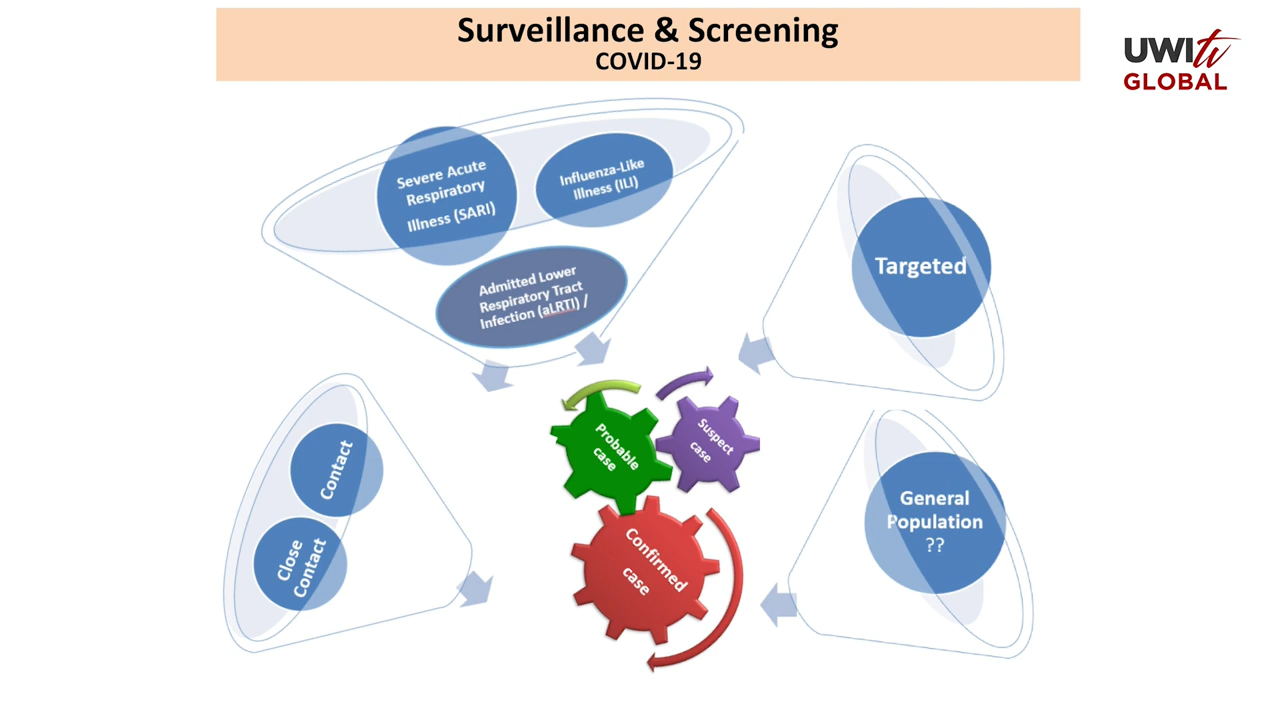 Surveillance & Screening
COVID-19
UWItv
GLOBAL
Severe Acute
Respiratory
Illness (SARI)
Influenza-Like
Illness (ILI)
Admitted Lower
Respiratory Tract
Infection (aLRTI) /
Targeted
Contact
Close
Contact
Probable
case
Suspect
case
Confirmed
case
General
Population
??